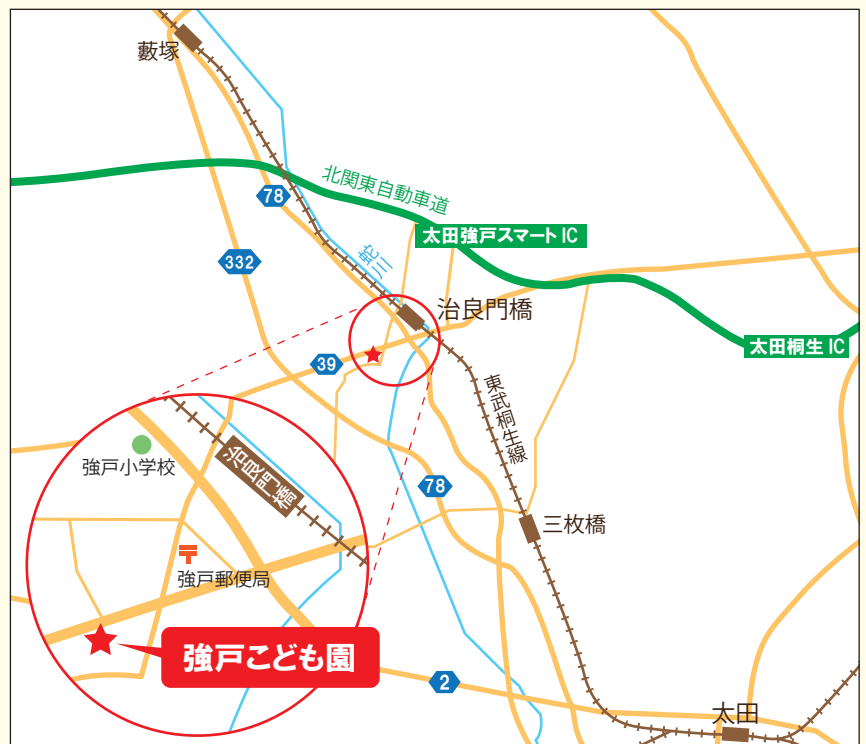 藪塚
北関東自動車道
78
太田強戸スマートIC
332
蛇川
治良門橋
太田桐生IC
39
東武桐生線
強戸小学校
治良門橋
78
三枚橋
強戸郵便局
強戸こども園
2
太田